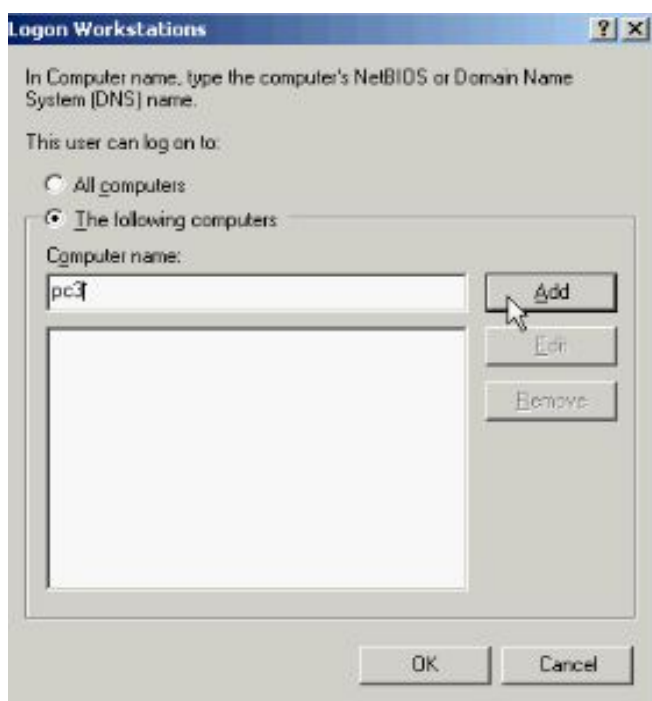 Logon Workstations
In Computer name, type the computer's NetBIOS or Domain Name
System (DNS) name.
This user can log on to:
All computers
The following computers
Computer name:
pc3
Add
Edit
Remove
OK
Cancel